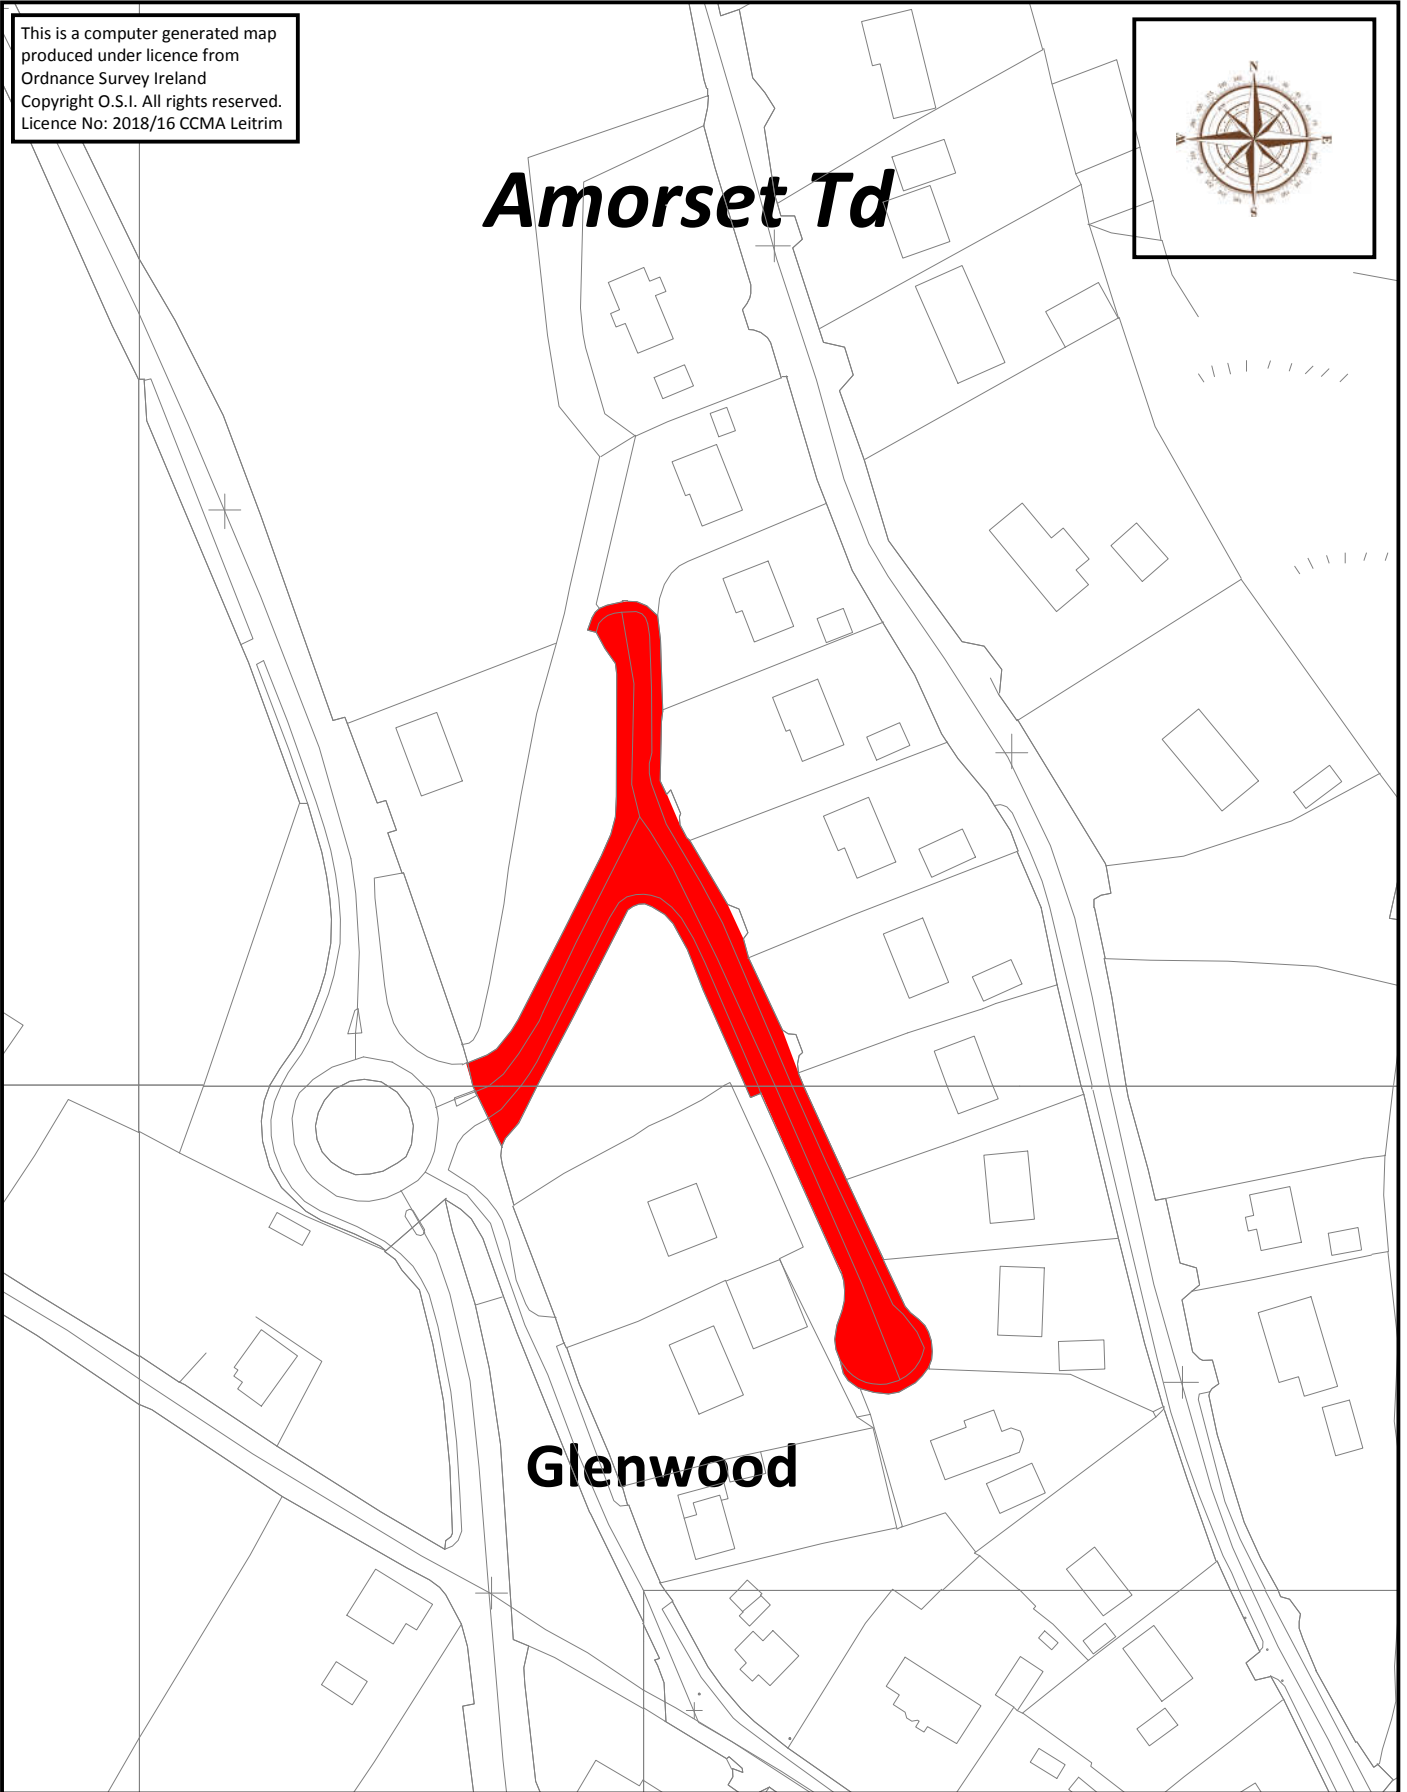 This is a computer generated map
produced under licence from
Ordnance Survey Ireland
Copyright O.S.I. All rights reserved.
Licence No: 2018/16 CCMA Leitrim
N
W
E
S
Amorset Td
Glenwood